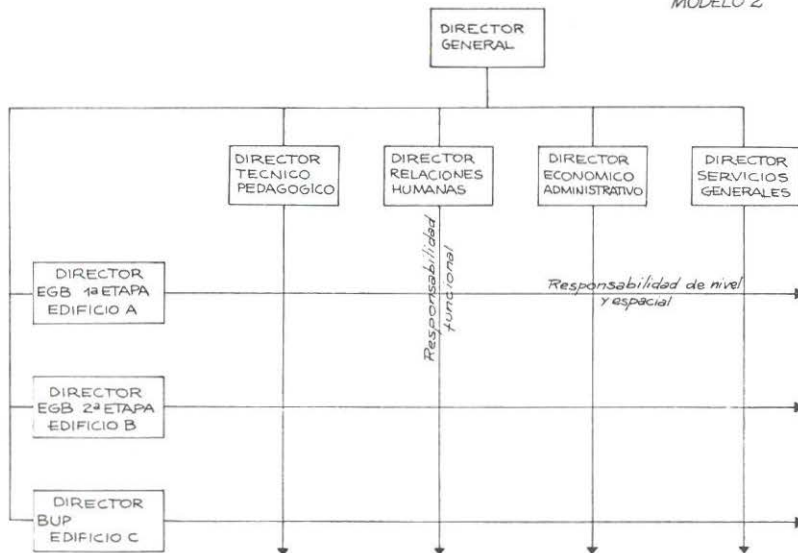 MODELO 2
DIRECTOR
GENERAL
DIRECTOR
TECNICO
PEDAGOGICO
DIRECTOR
RELACIONES
HUMANAS
DIRECTOR
ECONOMICO
ADMINISTRATIVO
DIRECTOR
SERVICIOS
GENERALES
Responsabilidad
funcional
Responsabilidad de nivel
y espacial
DIRECTOR
EGB 1ª ETAPA
EDIFICIO A
DIRECTOR
EGB 2ª ETAPA
EDIFICIO B
DIRECTOR
BUP
EDIFICIO C